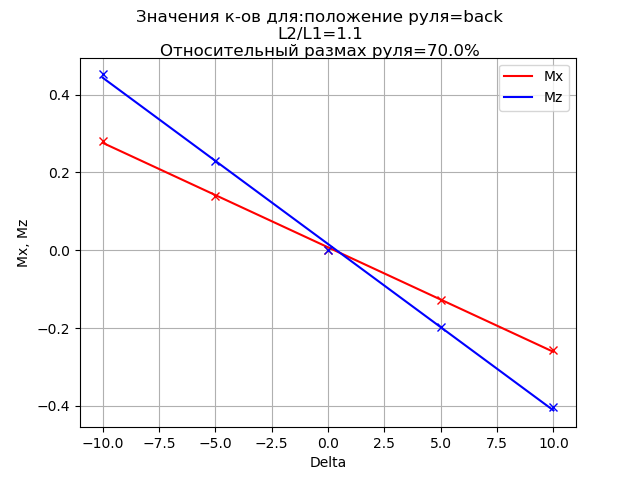 Значения к-ов для:положение руля=back
L2/L1=1.1
Относительный размах руля=70.0%
Mx
Mz
0.4
0.2
0.0
−0.2
−0.4
Mx, Mz
−10.0 −7.5 −5.0 −2.5 0.0 2.5 5.0 7.5 10.0
Delta